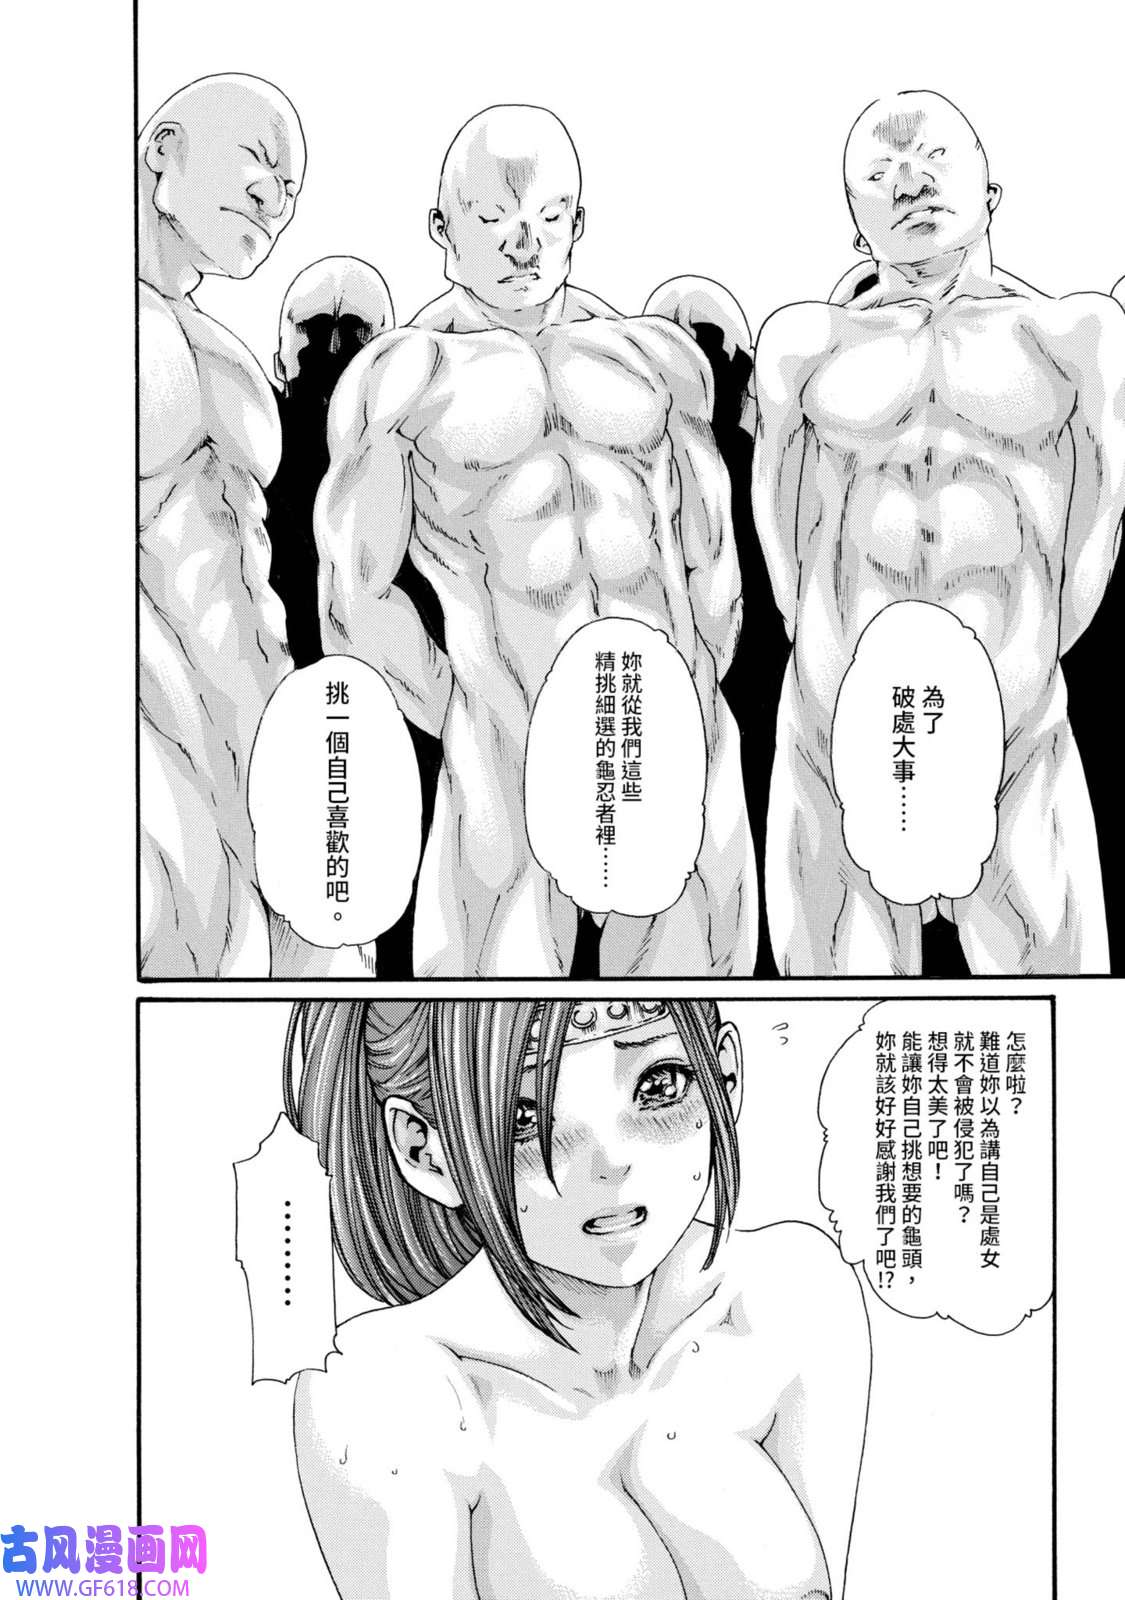 為了
破處大事……
妳就從我們這些
精挑細選的龜忍者裡……
挑一個自己喜歡的吧。
怎麼啦？
難道妳以為講自己是處女
就不會被侵犯了嗎？
想得太美了吧！
能讓妳自己挑想要的龜頭，
妳就該好好感謝我們了吧!?
………
古风漫画网
WWW.GF618.COM